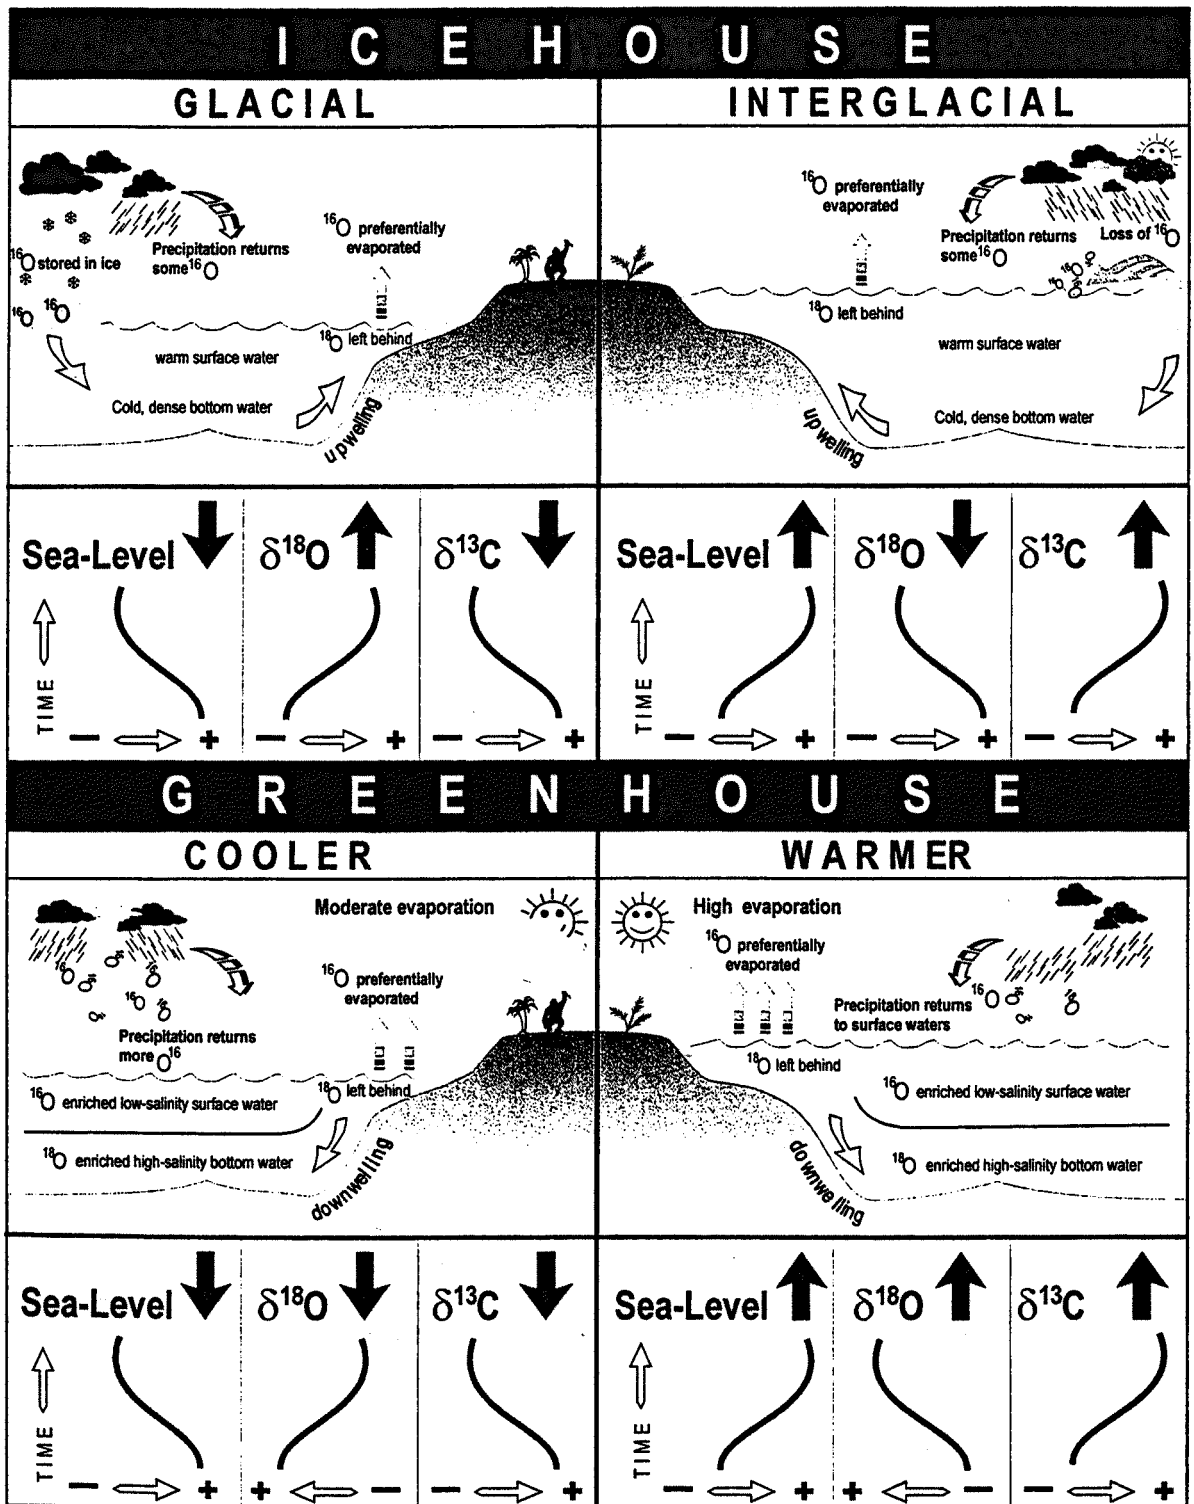 ICEHOUSE
GLACIAL
16O stored in ice
Precipitation returns
some 16O
16O preferentially
evaporated
16O
16O
18O left behind
warm surface water
Cold, dense bottom water
upwelling
INTERGLACIAL
16O preferentially
evaporated
Precipitation returns
some 16O
Loss of 16O
18O left behind
warm surface water
Cold, dense bottom water
upwelling
Sea-Level
δ18O
δ13C
TIME
− +
− +
− +
Sea-Level
δ18O
δ13C
TIME
− +
− +
− +
GREENHOUSE
COOLER
Moderate evaporation
16O preferentially
evaporated
16O
16O
Precipitation returns
more O16
18O left behind
16O enriched low-salinity surface water
18O enriched high-salinity bottom water
downwelling
WARMER
High evaporation
16O preferentially
evaporated
16O
Precipitation returns
to surface waters
18O left behind
16O enriched low-salinity surface water
18O enriched high-salinity bottom water
downwelling
Sea-Level
δ18O
δ13C
TIME
− +
+ −
− +
Sea-Level
δ18O
δ13C
TIME
− +
+ −
− +